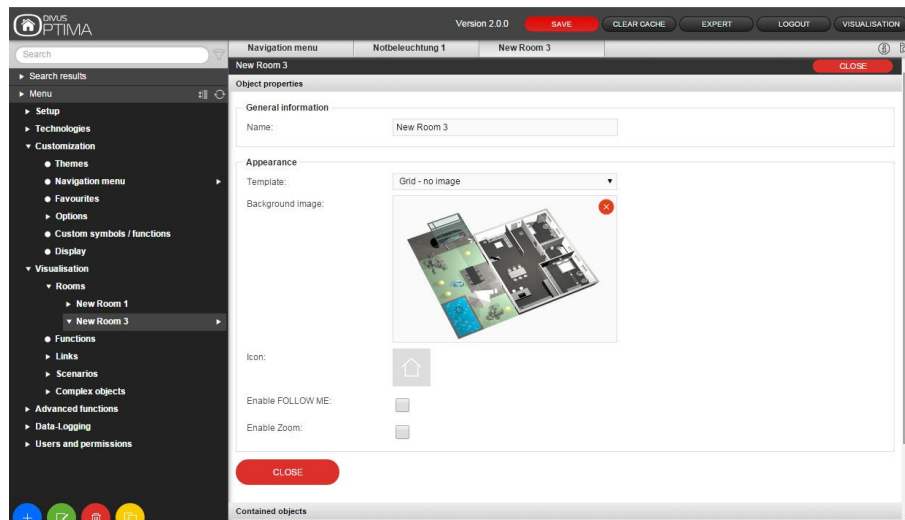 DIVUS
OPTIMA
Version 2.0.0
SAVE
CLEAR CACHE
EXPERT
LOGOUT
VISUALISATION
Search
Navigation menu
Notbeleuchtung 1
New Room 3
New Room 3
CLOSE
Search results
Menu
Setup
Technologies
Customization
Themes
Navigation menu
Favourites
Options
Custom symbols / functions
Display
Visualisation
Rooms
New Room 1
New Room 3
Functions
Links
Scenarios
Complex objects
Advanced functions
Data-Logging
Users and permissions
Object properties
General information
Name: New Room 3
Appearance
Template: Grid - no image
Background image:
Icon:
Enable FOLLOW ME:
Enable Zoom:
CLOSE
Contained objects